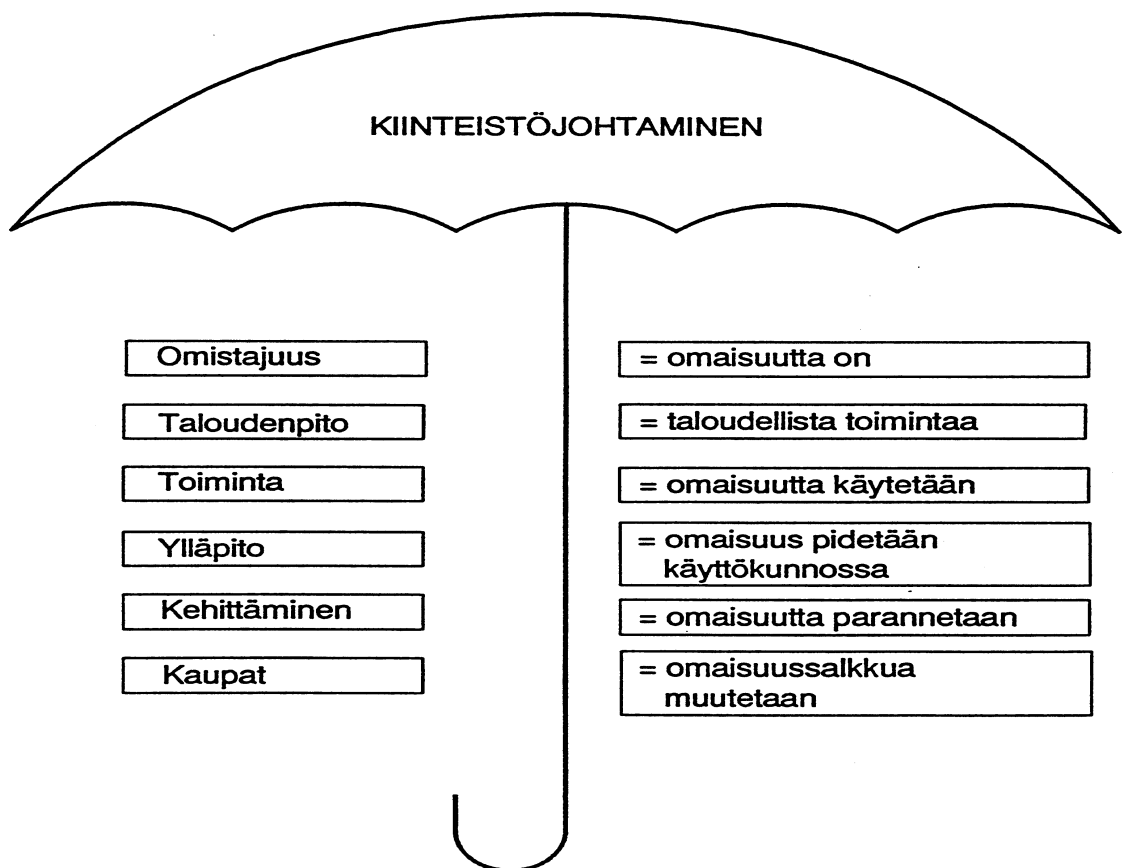 KIINTEISTÖJOHTAMINEN
Omistajuus
= omaisuutta on
Taloudenpito
= taloudellista toimintaa
Toiminta
= omaisuutta käytetään
Ylläpito
= omaisuus pidetään
käyttökunnossa
Kehittäminen
= omaisuutta parannetaan
Kaupat
= omaisuussalkkua
muutetaan